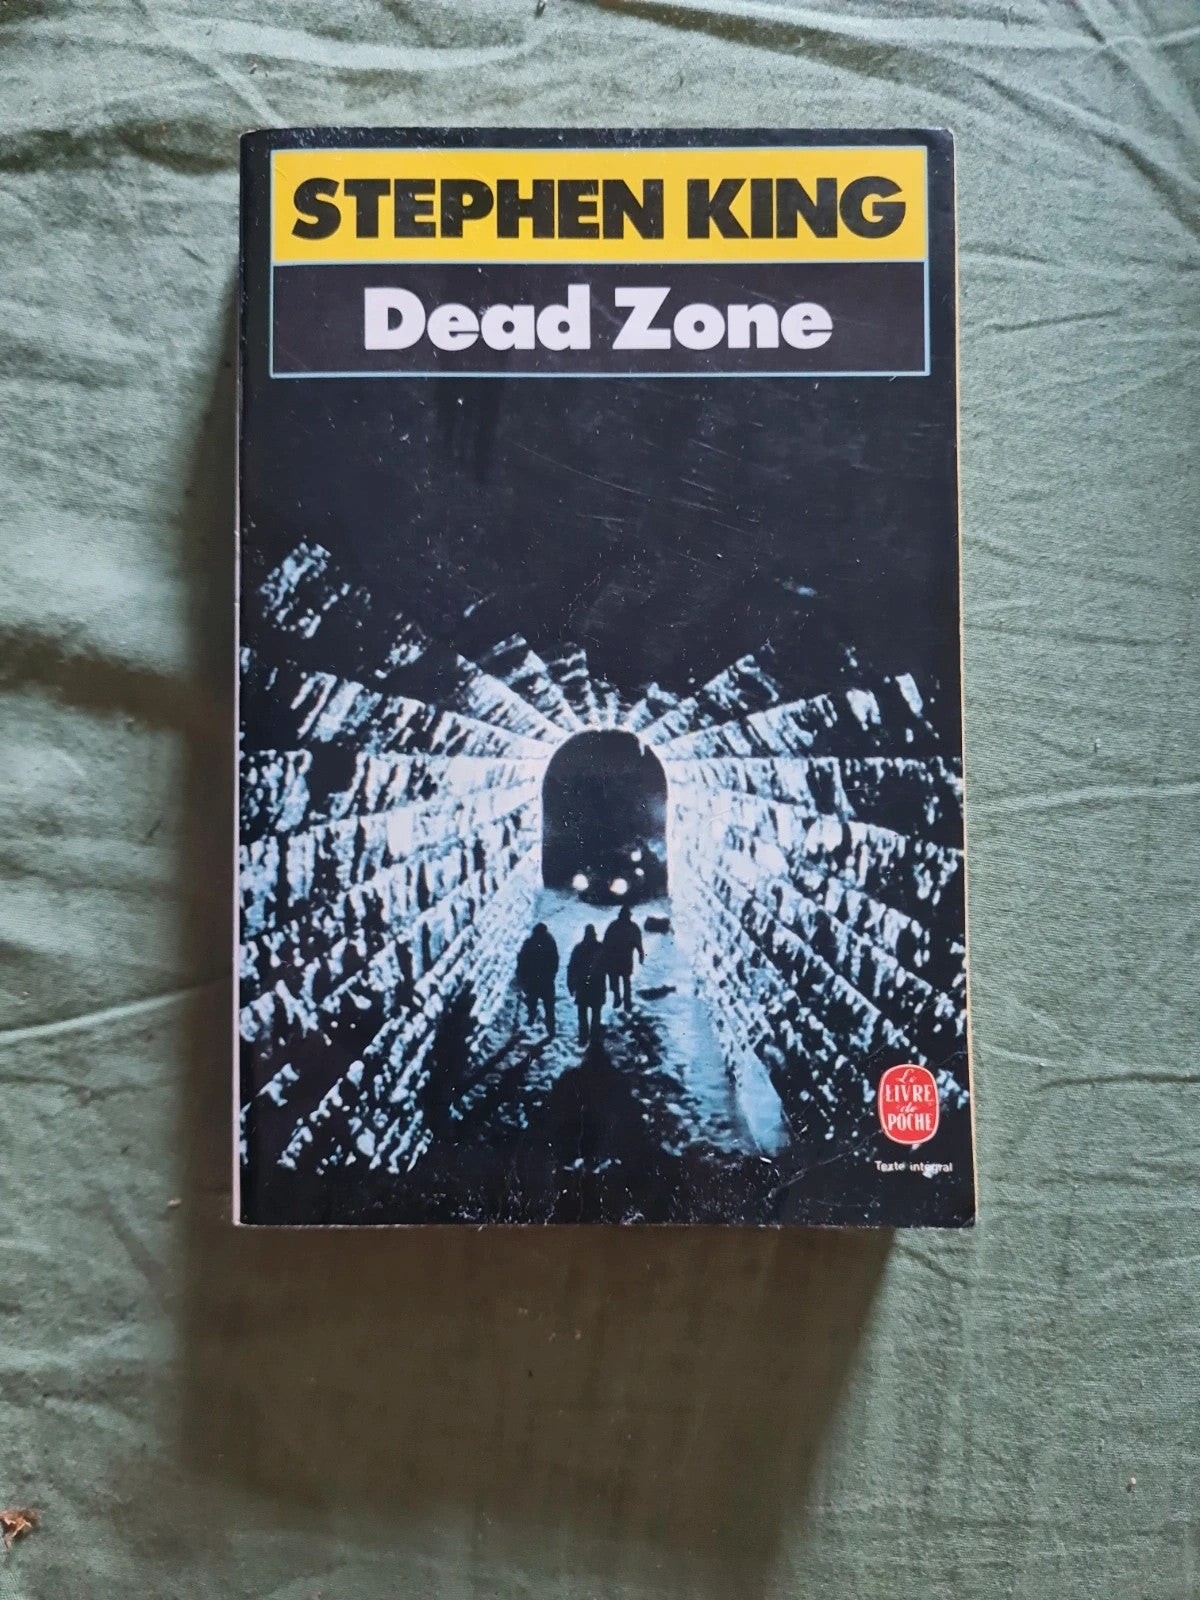 STEPHEN KING
Dead Zone
Le
LIVRE
de
POCHE
Texte intégral